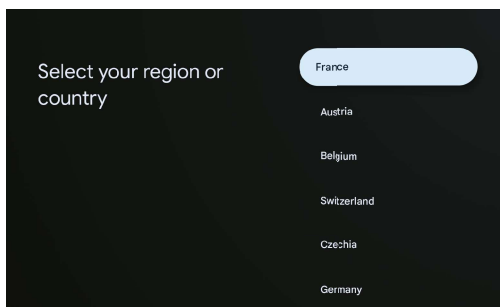 Select your region or
country
France
Austria
Belgium
Switzerland
Czechia
Germany